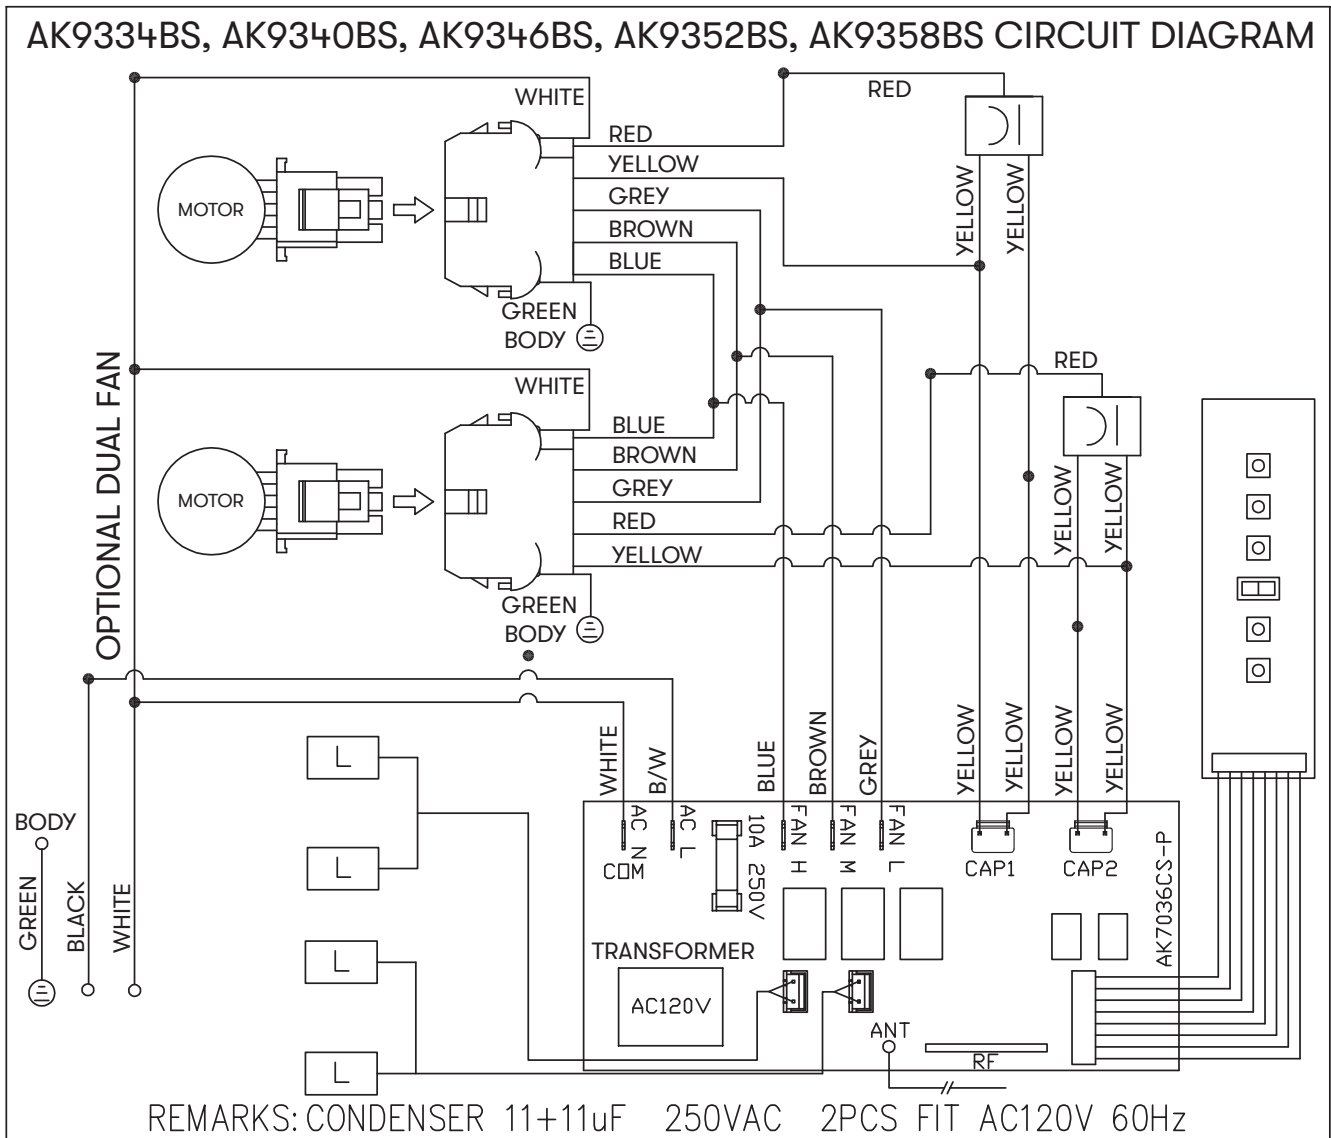 AK9334BS, AK9340BS, AK9346BS, AK9352BS, AK9358BS CIRCUIT DIAGRAM
WHITE
RED
RED
YELLOW
GREY
BROWN
BLUE
MOTOR
GREEN
BODY
YELLOW
YELLOW
OPTIONAL DUAL FAN
WHITE
RED
BLUE
BROWN
GREY
RED
YELLOW
MOTOR
GREEN
BODY
YELLOW
YELLOW
WHITE
B/W
BLUE
BROWN
GREY
YELLOW
YELLOW
YELLOW
YELLOW
L
L
L
L
BODY
GREEN
BLACK
WHITE
AC N
COM
AC L
10A 250V
FAN H
FAN M
FAN L
CAP1
CAP2
AK7036CS-P
TRANSFORMER
AC120V
ANT
RF
REMARKS: CONDENSER 11+11uF 250VAC 2PCS FIT AC120V 60Hz